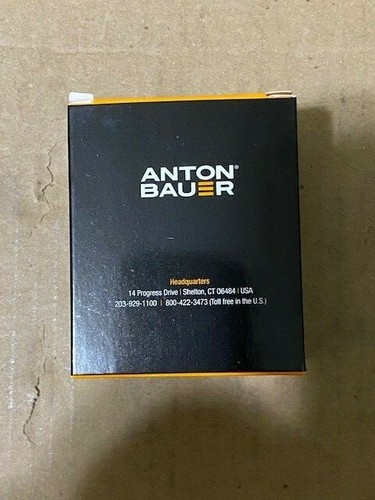 ANTON®
BAUER
Headquarters
14 Progress Drive | Shelton, CT 06484 | USA
203-929-1100 | 800-422-3473 (Toll free in the U.S.)